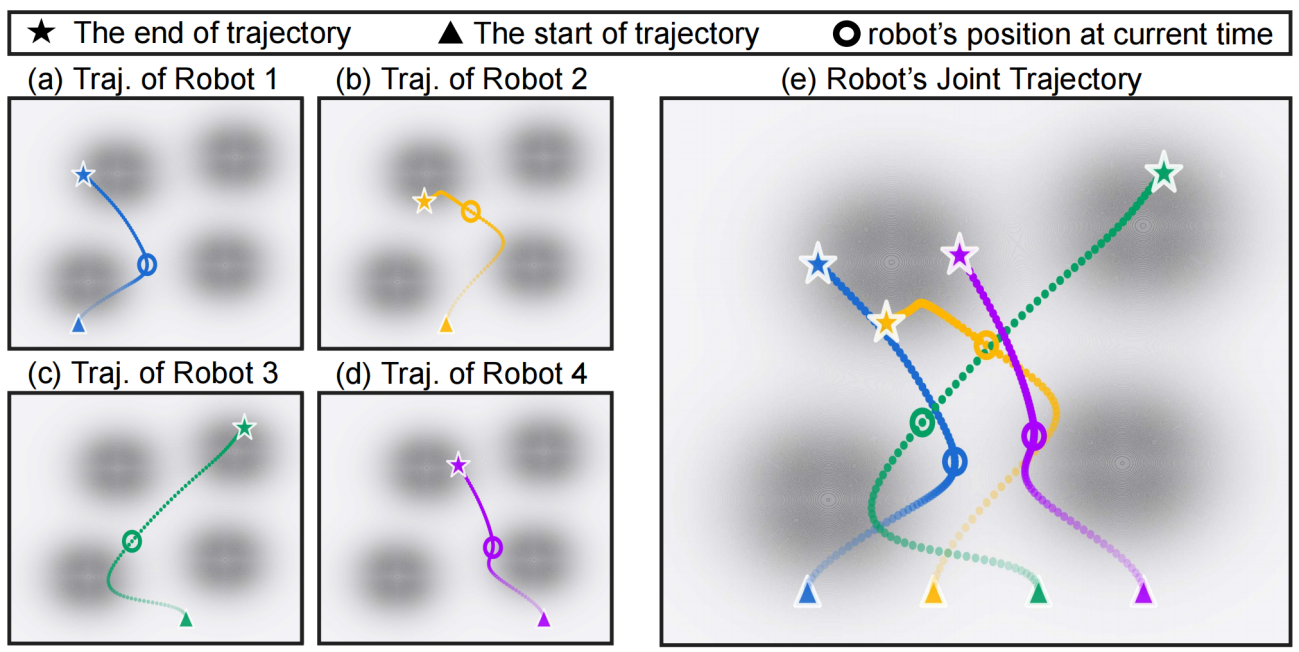 The end of trajectory The start of trajectory robot's position at current time
(a) Traj. of Robot 1 (b) Traj. of Robot 2 (e) Robot's Joint Trajectory
(c) Traj. of Robot 3 (d) Traj. of Robot 4